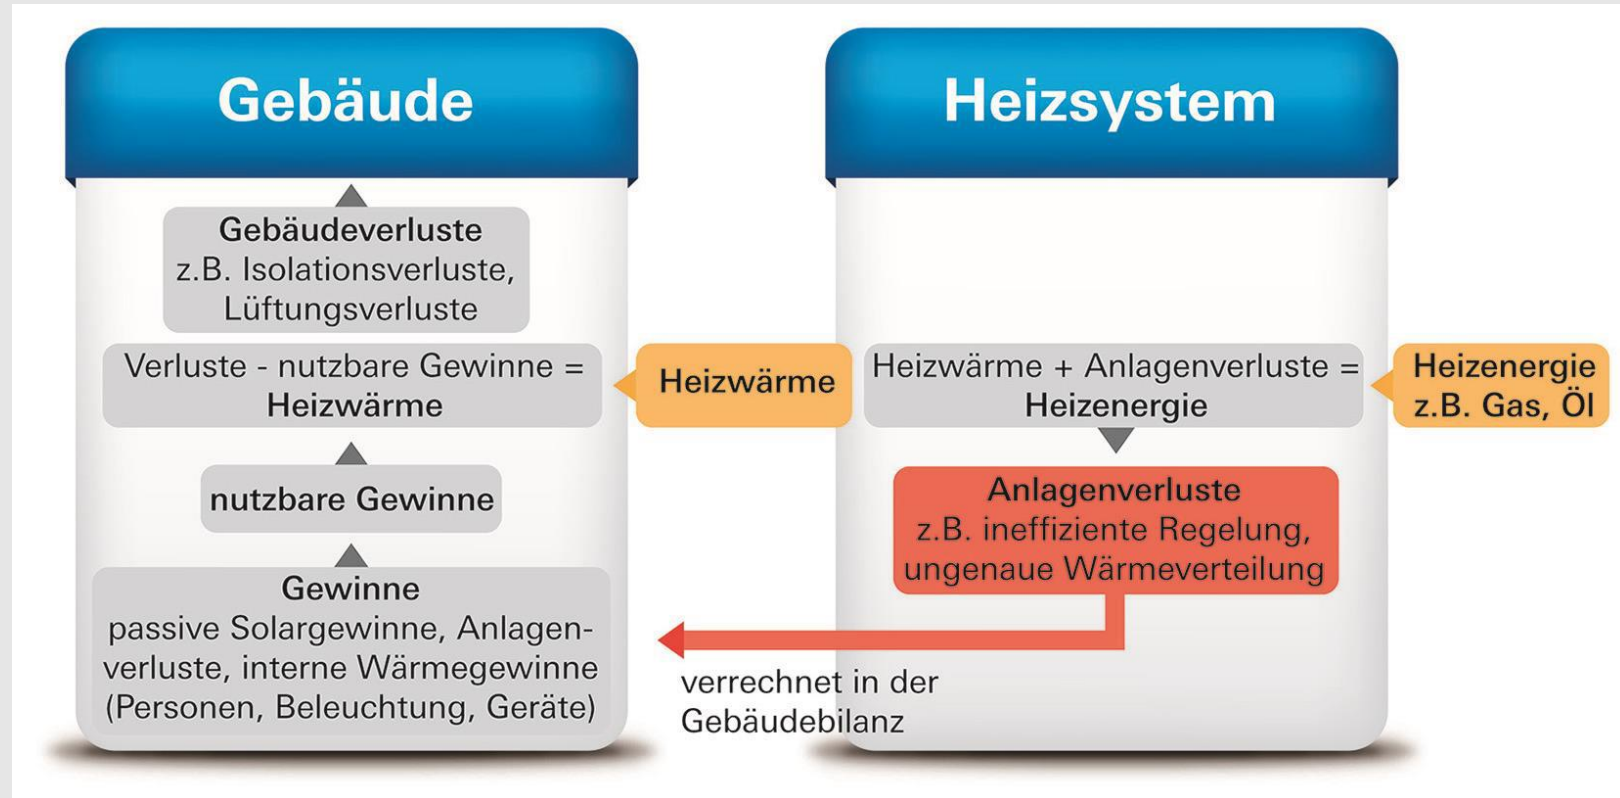 Gebäude
Gebäudeverluste
z.B. Isolationsverluste,
Lüftungsverluste
Verluste - nutzbare Gewinne =
Heizwärme
nutzbare Gewinne
Gewinne
passive Solargewinne, Anlagen-
verluste, interne Wärmegewinne
(Personen, Beleuchtung, Geräte)
Heizwärme
Heizsystem
Heizwärme + Anlagenverluste =
Heizenergie
Anlagenverluste
z.B. ineffiziente Regelung,
ungenaue Wärmeverteilung
verrechnet in der
Gebäudebilanz
Heizenergie
z.B. Gas, Öl